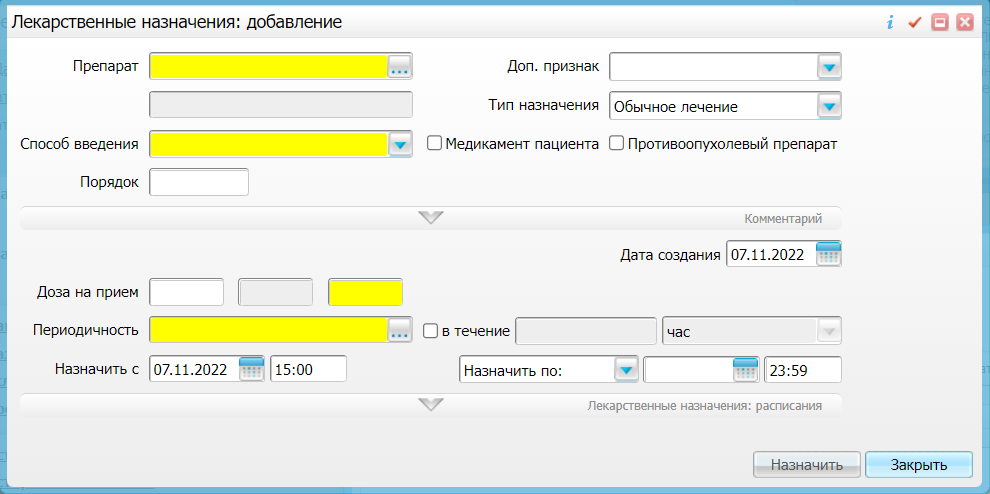 Лекарственные назначения: добавление
Препарат ... Доп. признак
Тип назначения Обычное лечение
Способ введения Медикамент пациента Противоопухолевый препарат
Порядок
Комментарий
Дата создания 07.11.2022
Доза на прием
Периодичность ... в течение час
Назначить с 07.11.2022 15:00 Назначить по: 23:59
Лекарственные назначения: расписания
Назначить Закрыть